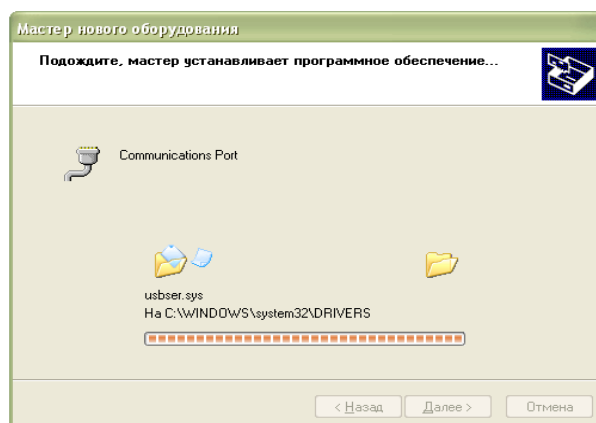 Мастер нового оборудования
Подождите, мастер устанавливает программное обеспечение...
Communications Port
usbser.sys
На C:\WINDOWS\system32\DRIVERS
< Назад Далее > Отмена